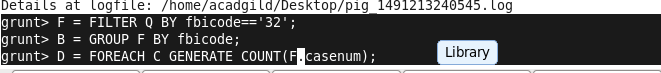 Details at logfile: /home/acadgild/Desktop/pig_1491213240545.log
grunt> F = FILTER Q BY fbicode=='32';
grunt> B = GROUP F BY fbicode;
grunt> D = FOREACH C GENERATE COUNT(F.casenum);
Library